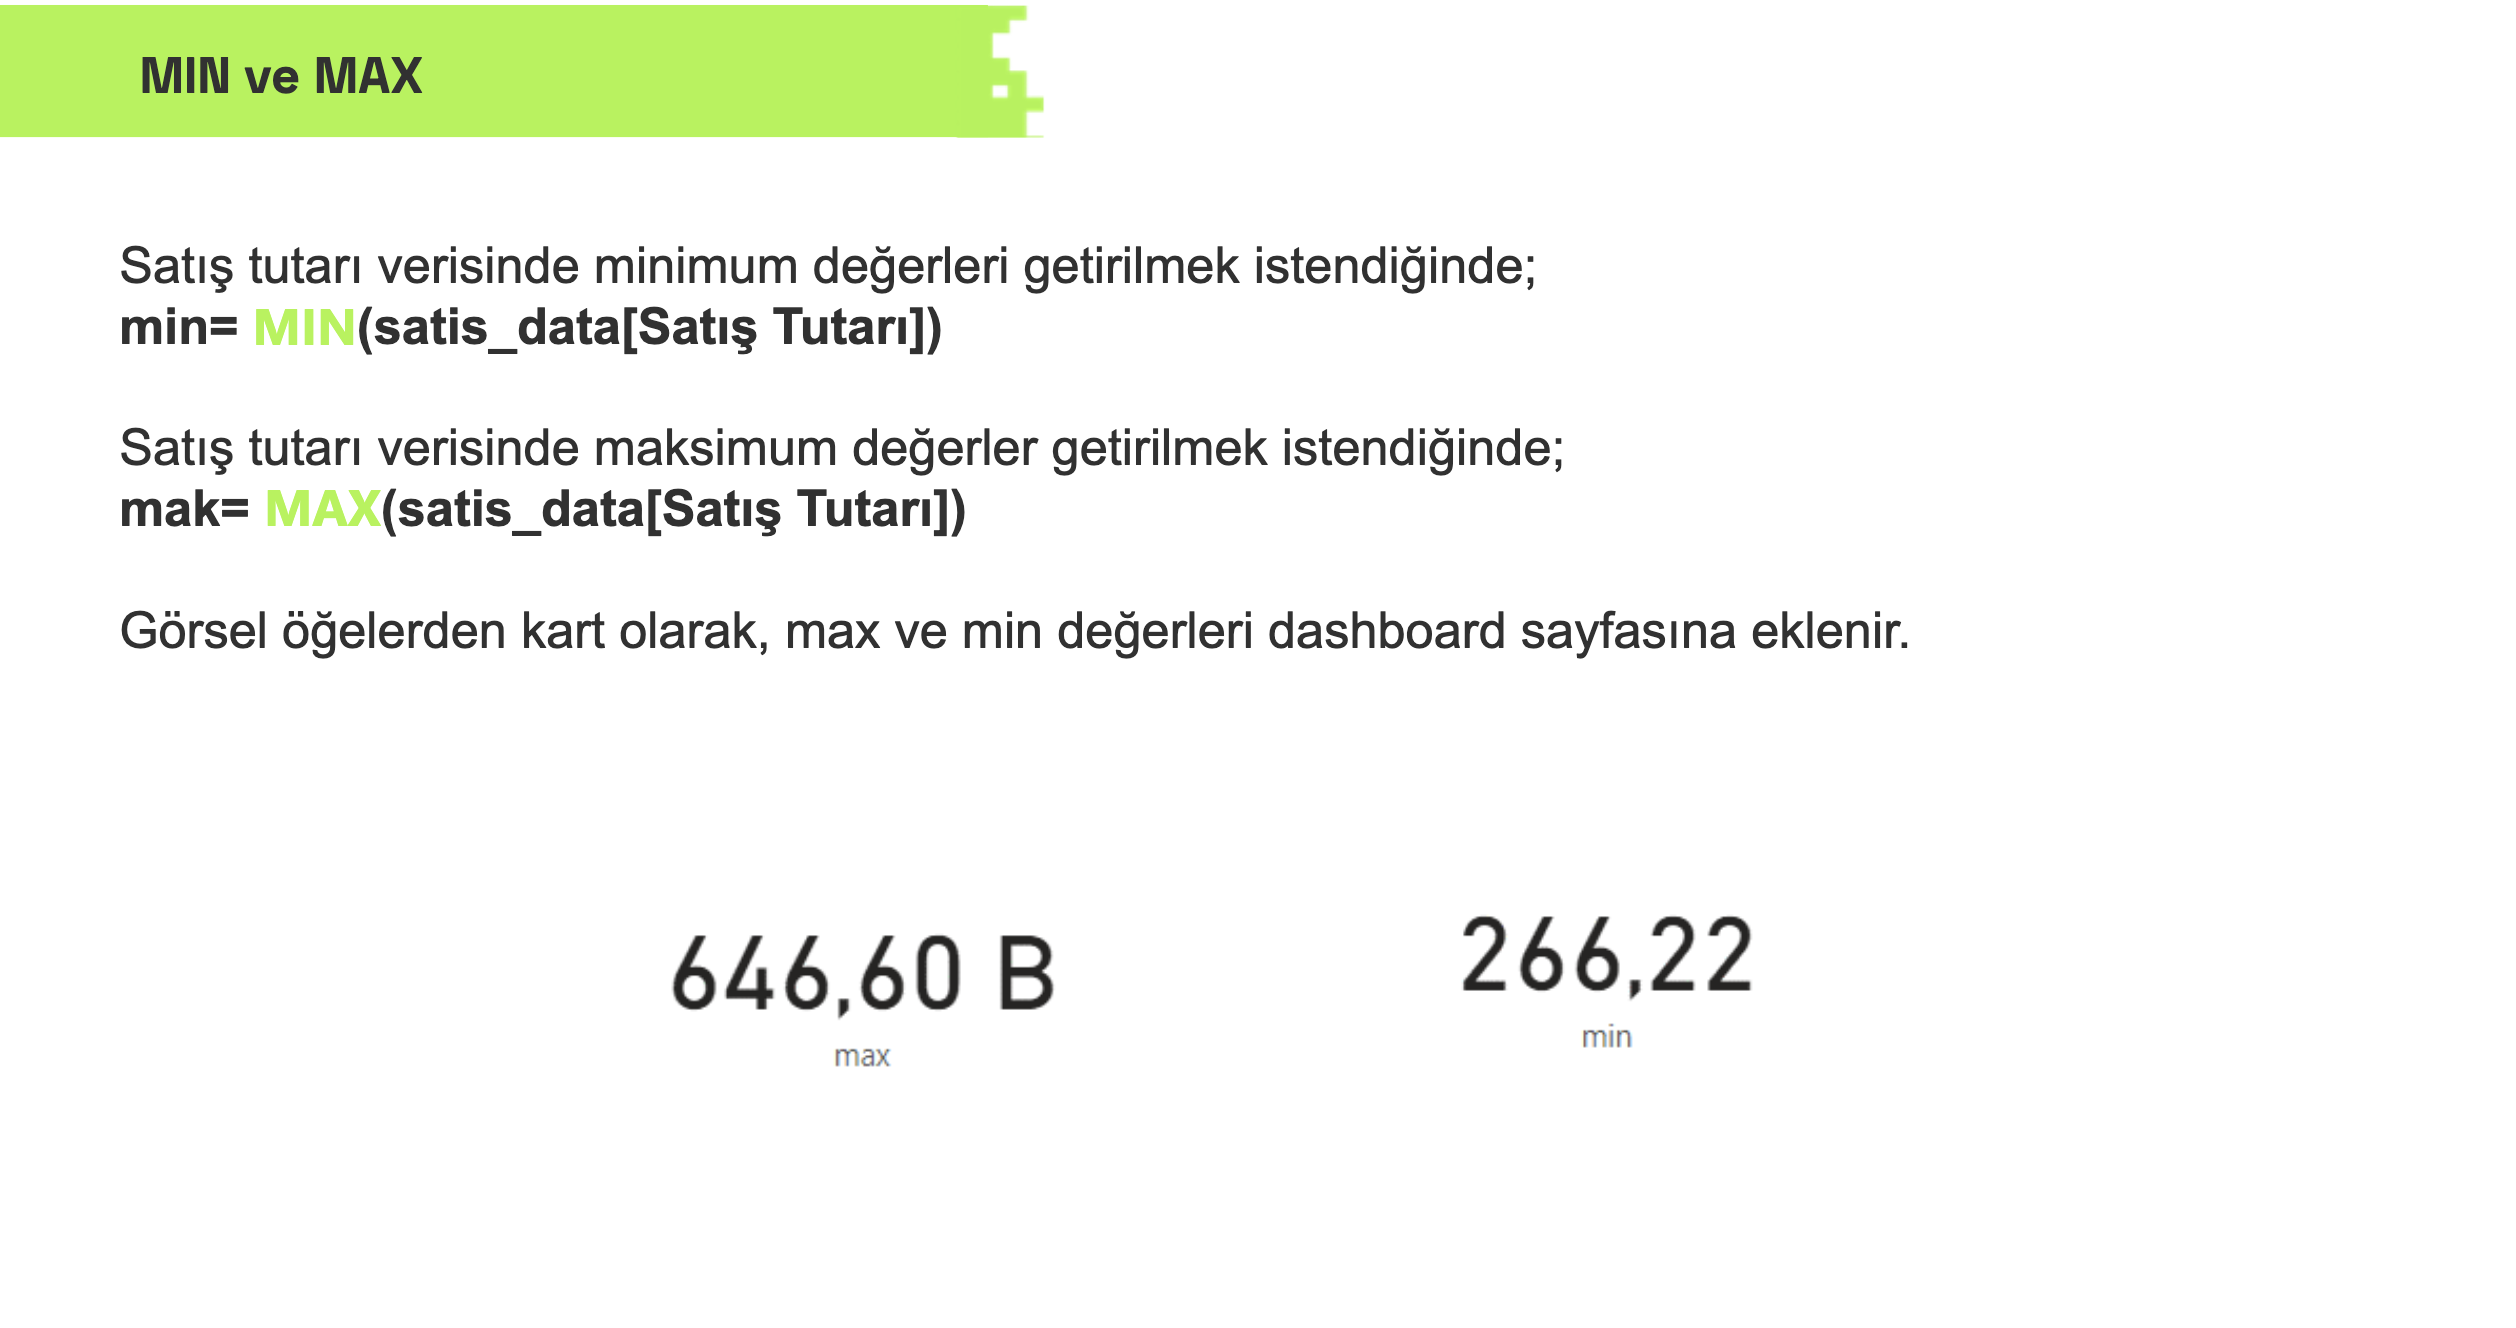 MIN ve MAX
Satış tutarı verisinde minimum değerleri getirilmek istendiğinde;
min= MIN(satis_data[Satış Tutarı])
Satış tutarı verisinde maksimum değerler getirilmek istendiğinde;
mak= MAX(satis_data[Satış Tutarı])
Görsel öğelerden kart olarak, max ve min değerleri dashboard sayfasına eklenir.
646,60 B
max
266,22
min